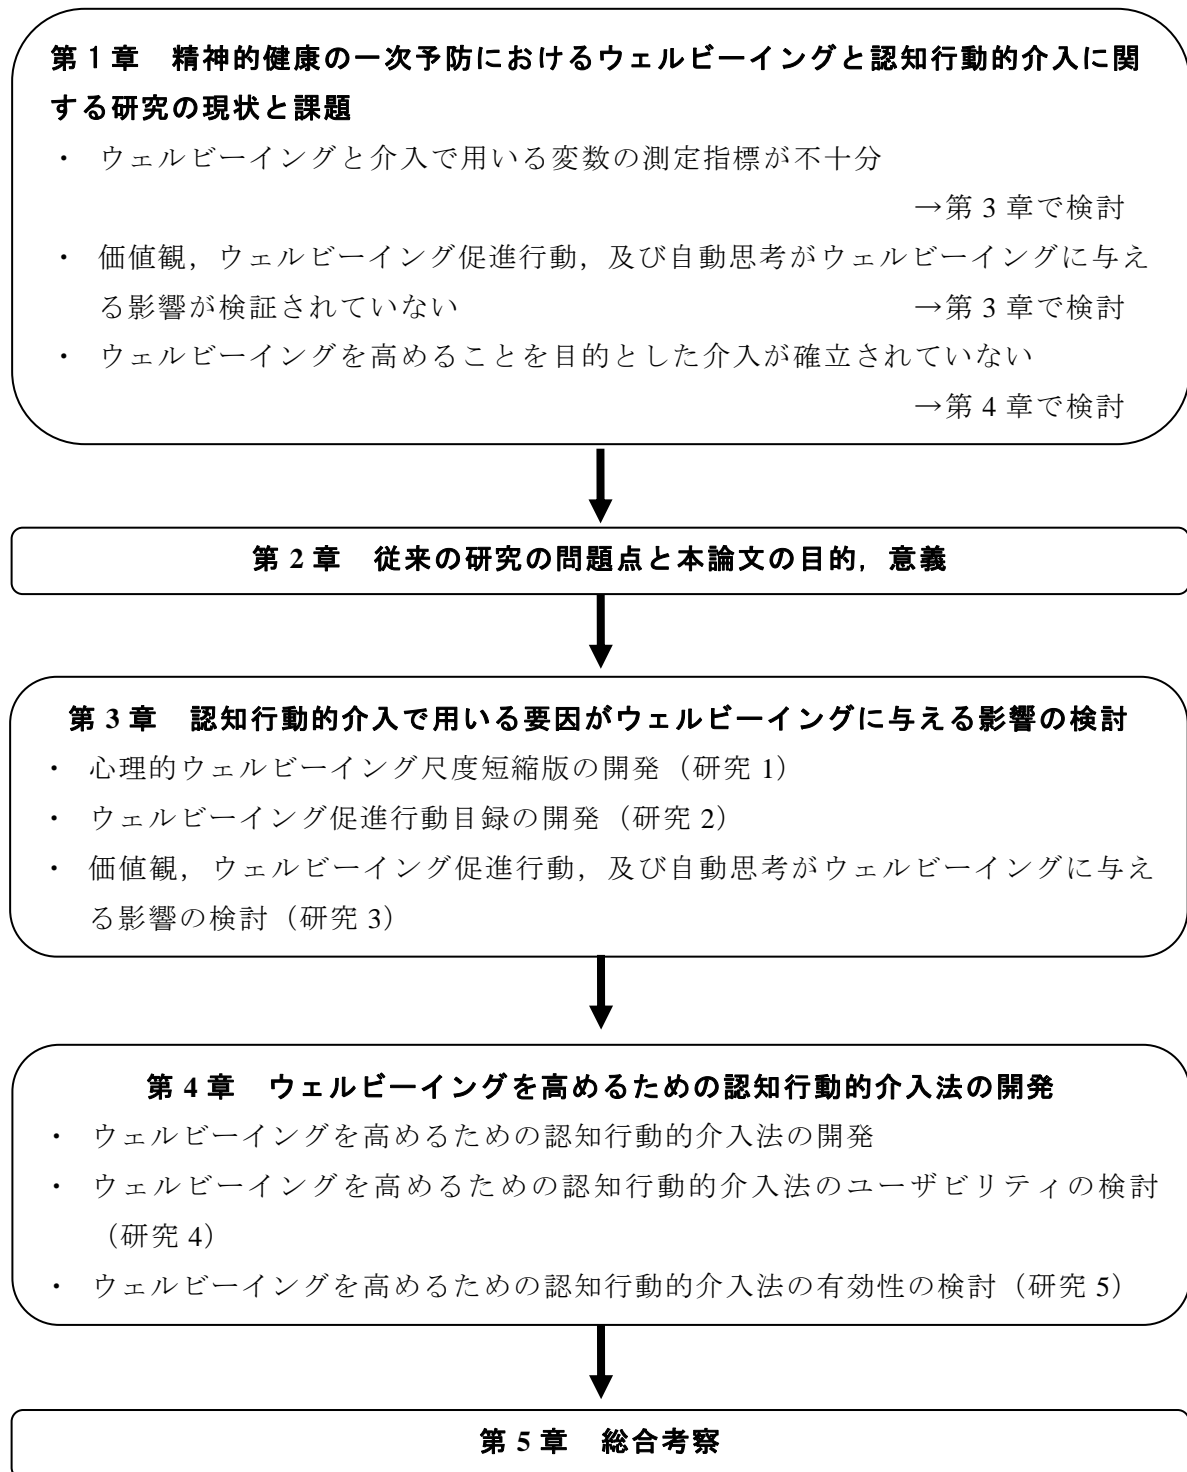 第１章　精神的健康の一次予防におけるウェルビーイングと認知行動的介入に関
する研究の現状と課題
・ ウェルビーイングと介入で用いる変数の測定指標が不十分
→第 3 章で検討
・ 価値観，ウェルビーイング促進行動，及び自動思考がウェルビーイングに与え
る影響が検証されていない　→第 3 章で検討
・ ウェルビーイングを高めることを目的とした介入が確立されていない
→第 4 章で検討
第 2 章　従来の研究の問題点と本論文の目的，意義
第 3 章　認知行動的介入で用いる要因がウェルビーイングに与える影響の検討
・ 心理的ウェルビーイング尺度短縮版の開発（研究 1）
・ ウェルビーイング促進行動目録の開発（研究 2）
・ 価値観，ウェルビーイング促進行動，及び自動思考がウェルビーイングに与え
る影響の検討（研究 3）
第 4 章　ウェルビーイングを高めるための認知行動的介入法の開発
・ ウェルビーイングを高めるための認知行動的介入法の開発
・ ウェルビーイングを高めるための認知行動的介入法のユーザビリティの検討
（研究 4）
・ ウェルビーイングを高めるための認知行動的介入法の有効性の検討（研究 5）
第 5 章　総合考察